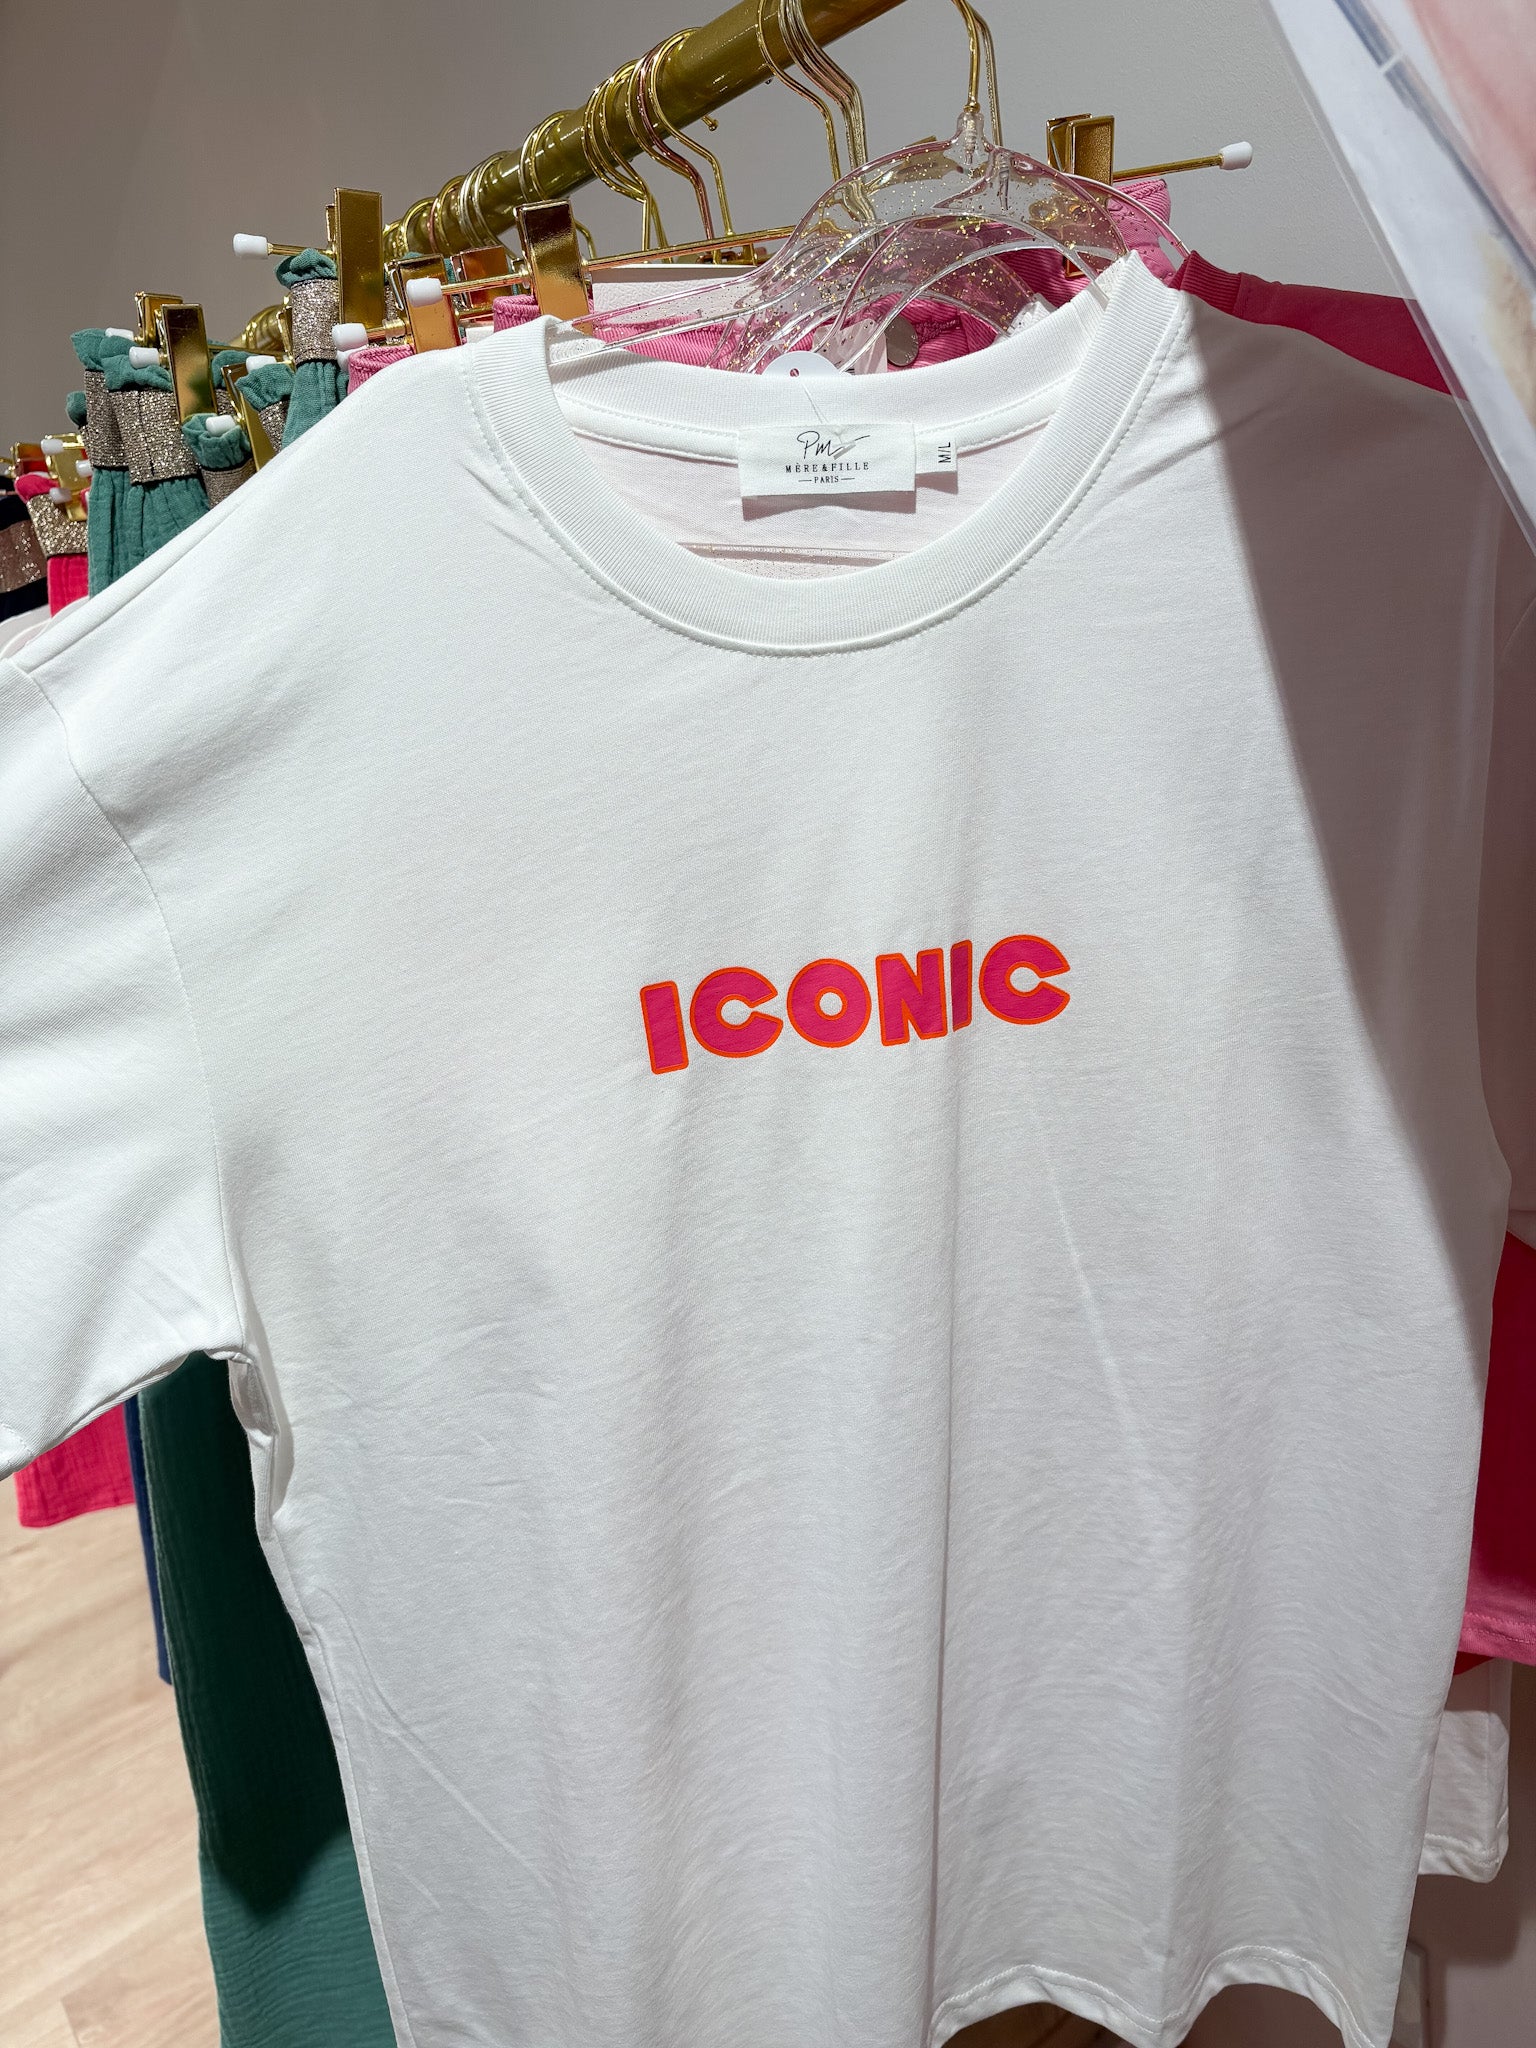 Pm
MÈRE & FILLE
PARIS
M/L
ICONIC